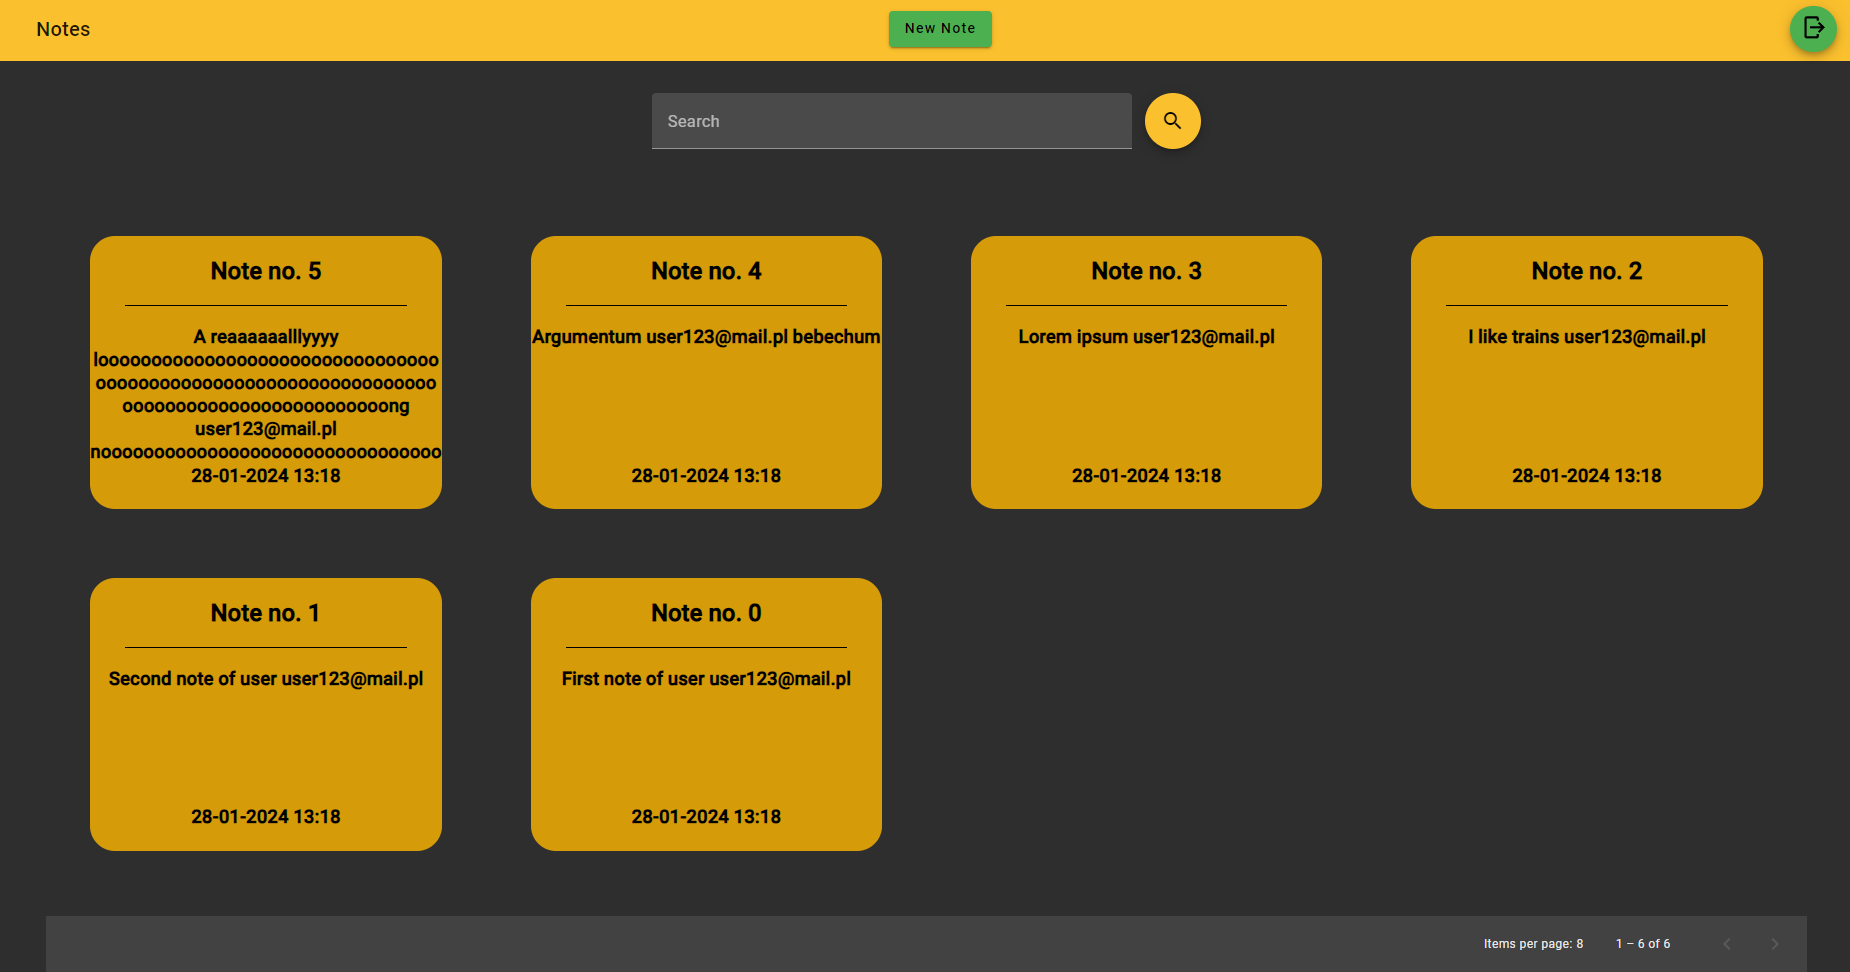 Notes
New Note
Search
Note no. 5
A reaaaaaalllyyyy
loooooooooooooooooooooooooooooooo
oooooooooooooooooooooooooooooooo
ooooooooooooooooooooooooong
user123@mail.pl
noooooooooooooooooooooooooooooooo
28-01-2024 13:18
Note no. 4
Argumentum user123@mail.pl bebechum
28-01-2024 13:18
Note no. 3
Lorem ipsum user123@mail.pl
28-01-2024 13:18
Note no. 2
I like trains user123@mail.pl
28-01-2024 13:18
Note no. 1
Second note of user user123@mail.pl
28-01-2024 13:18
Note no. 0
First note of user user123@mail.pl
28-01-2024 13:18
Items per page: 8
1 – 6 of 6